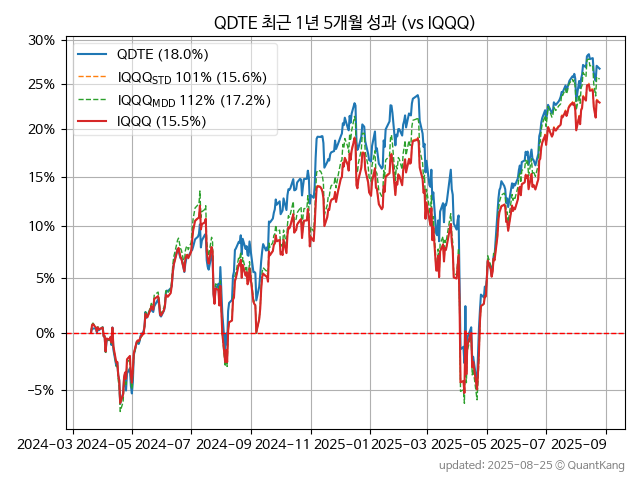 QDTE 최근 1년 5개월 성과 (vs IQQQ)
30%
25%
20%
15%
10%
5%
0%
−5%
QDTE (18.0%)
IQQQSTD 101% (15.6%)
IQQQMDD 112% (17.2%)
IQQQ (15.5%)
2024-03 2024-05 2024-07 2024-09 2024-11 2025-01 2025-03 2025-05 2025-07 2025-09
updated: 2025-08-25 © QuantKang